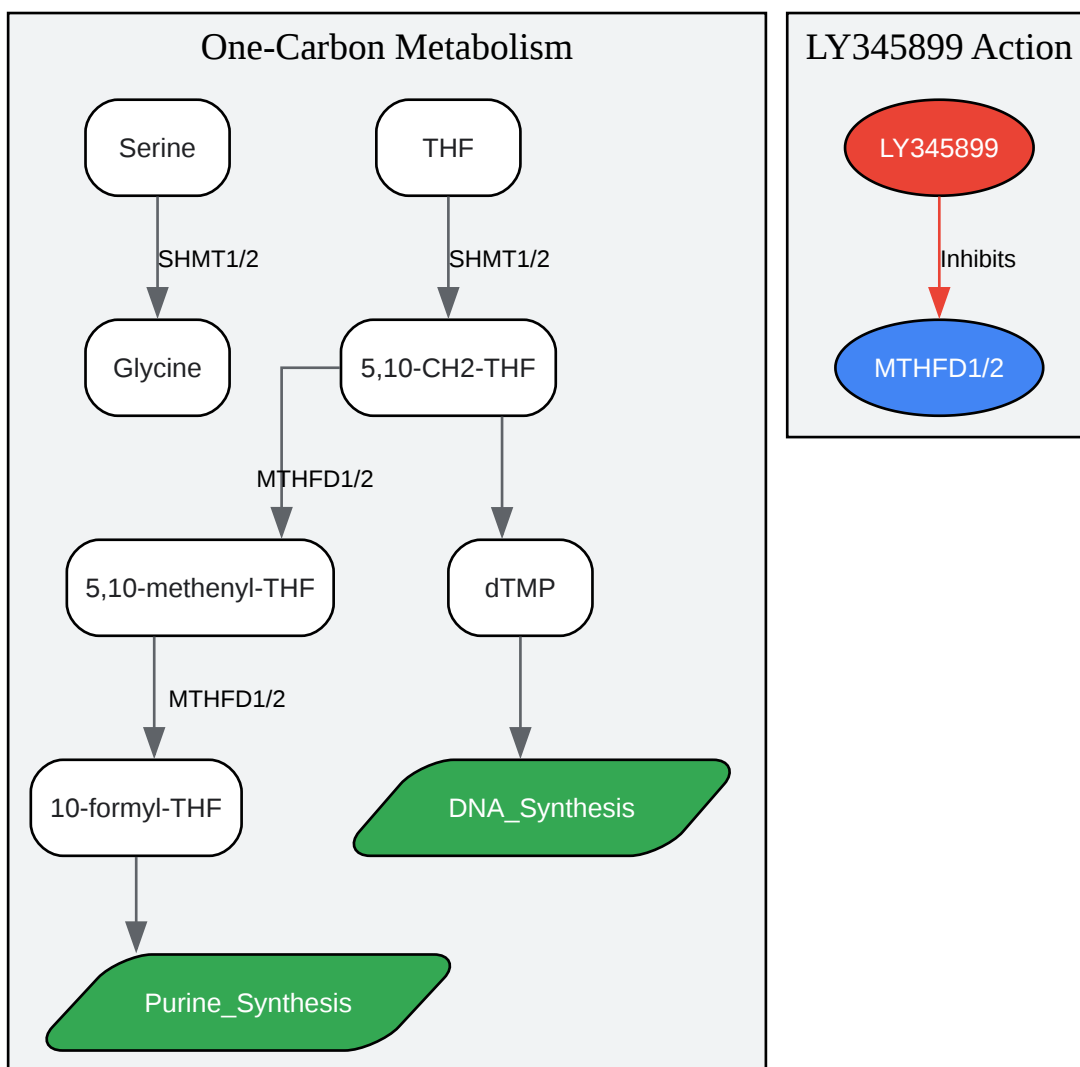 One-Carbon Metabolism
LY345899 Action
Serine
THF
LY345899
SHMT1/2
SHMT1/2
Inhibits
Glycine
5,10-CH2-THF
MTHFD1/2
MTHFD1/2
5,10-methenyl-THF
dTMP
MTHFD1/2
10-formyl-THF
DNA_Synthesis
Purine_Synthesis